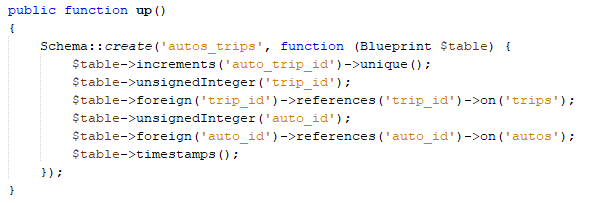 public function up()
{
    Schema::create('autos_trips', function (Blueprint $table) {
        $table->increments('auto_trip_id')->unique();
        $table->unsignedInteger('trip_id');
        $table->foreign('trip_id')->references('trip_id')->on('trips');
        $table->unsignedInteger('auto_id');
        $table->foreign('auto_id')->references('auto_id')->on('autos');
        $table->timestamps();
    });
}